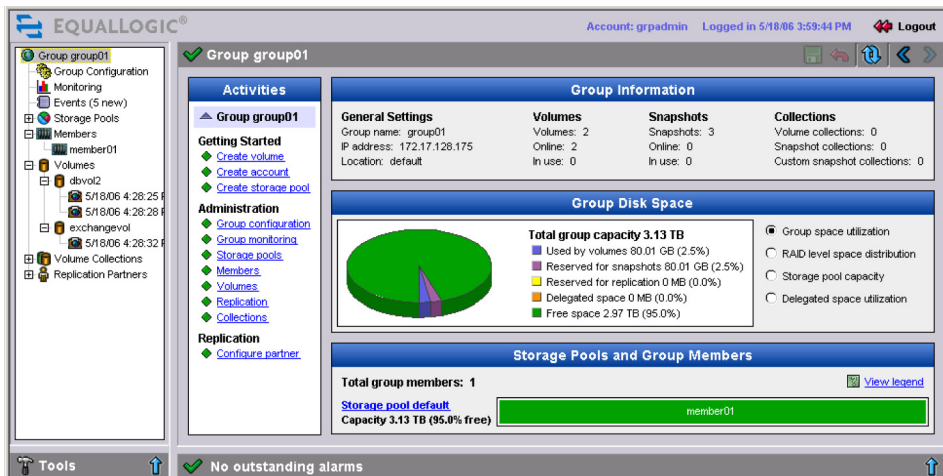 EQUALLOGIC®
Account: grpadmin Logged in 5/18/06 3:59:44 PM Logout
Group group01
Group Configuration
Monitoring
Events (5 new)
Storage Pools
Members
member01
Volumes
dbvol2
5/18/06 4:28:25 P
5/18/06 4:28:28 P
exchangevol
5/18/06 4:28:32 P
Volume Collections
Replication Partners
Tools
Group group01
Activities
Group group01
Getting Started
Create volume
Create account
Create storage pool
Administration
Group configuration
Group monitoring
Storage pools
Members
Volumes
Replication
Collections
Replication
Configure partner
Group Information
General Settings
Group name: group01
IP address: 172.17.128.175
Location: default
Volumes
Volumes: 2
Online: 2
In use: 0
Snapshots
Snapshots: 3
Online: 0
In use: 0
Collections
Volume collections: 0
Snapshot collections: 0
Custom snapshot collections: 0
Group Disk Space
Total group capacity 3.13 TB
Used by volumes 80.01 GB (2.5%)
Reserved for snapshots 80.01 GB (2.5%)
Reserved for replication 0 MB (0.0%)
Delegated space 0 MB (0.0%)
Free space 2.97 TB (95.0%)
Group space utilization
RAID level space distribution
Storage pool capacity
Delegated space utilization
Storage Pools and Group Members
Total group members: 1
View legend
Storage pool default
Capacity 3.13 TB (95.0% free)
member01
No outstanding alarms